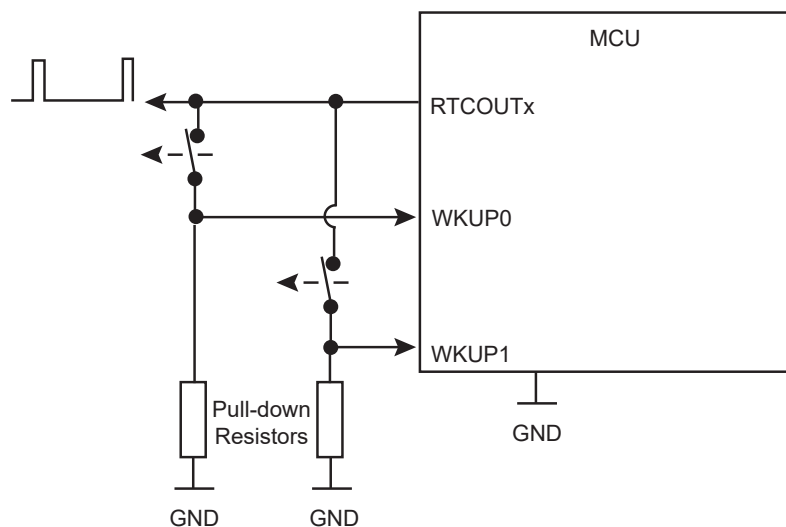 MCU
RTCOUTx
WKUP0
WKUP1
Pull-down
Resistors
GND
GND
GND